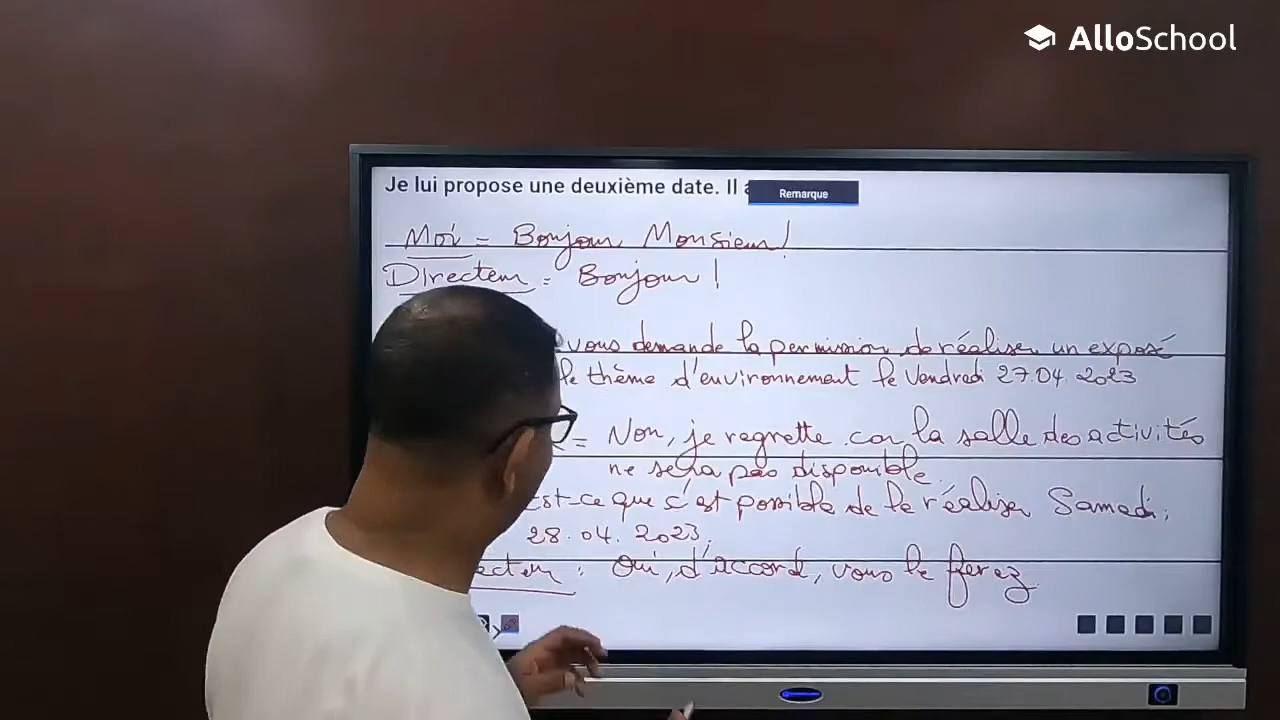 AlloSchool
Je lui propose une deuxième date. Il
Remarque
Moi = Bonjour Monsieur!
Directeur = Bonjour!
vous demande la permission de réaliser un exposé
le thème d'environnement le Vendredi 27.04.2023
= Non, je regrette car la salle des activités
ne sera pas disponible.
Est-ce que c'est possible de le réaliser Samedi,
28.04.2023.
: Oui, d'accord, vous le ferez.